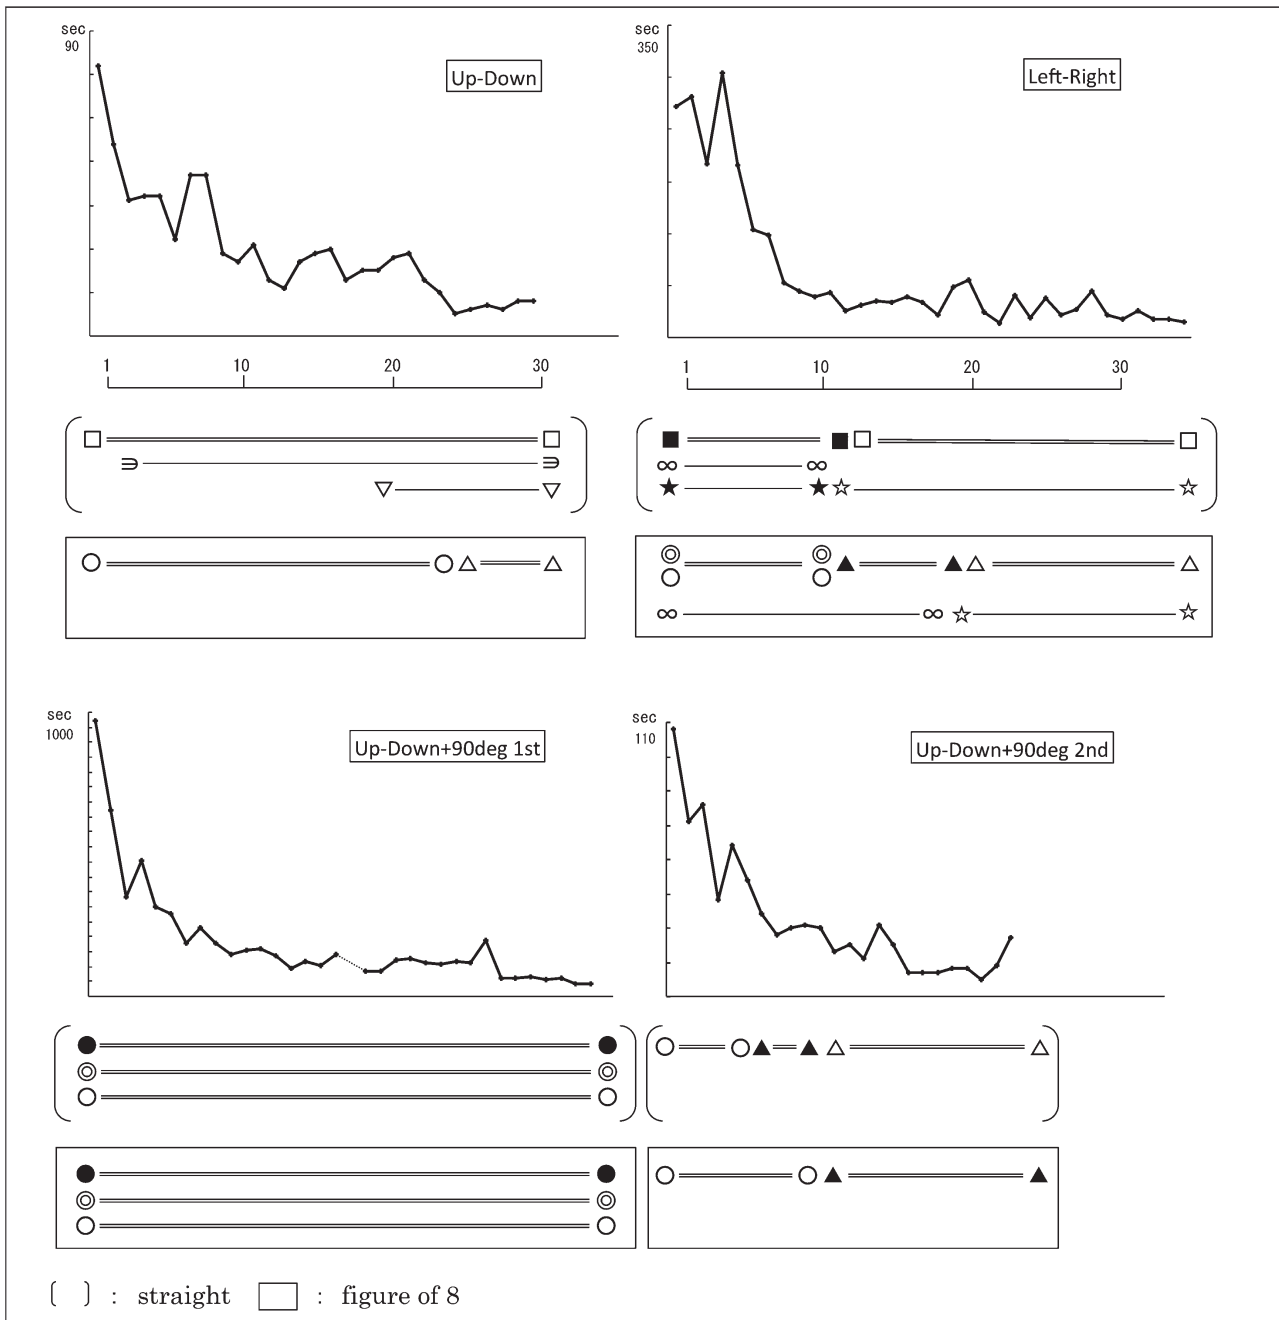 sec
90
Up-Down
1 10 20 30
sec
350
Left-Right
1 10 20 30
sec
1000
Up-Down+90deg 1st
sec
110
Up-Down+90deg 2nd
( ) : straight □ : figure of 8